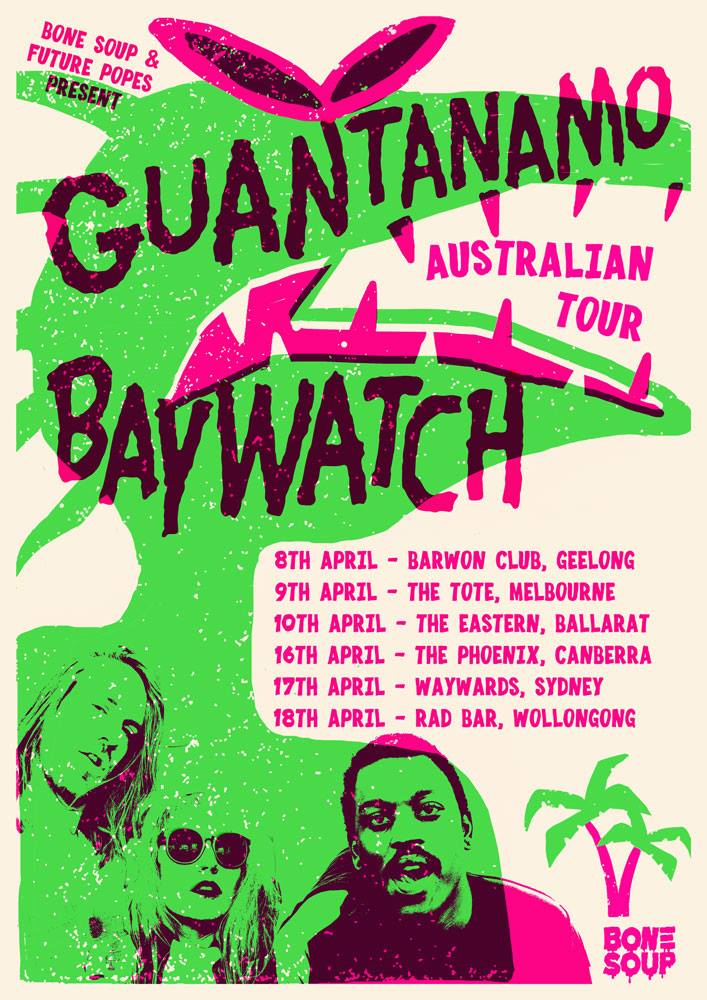 BONE SOUP &
FUTURE POPES
PRESENT
GUANTANAMO
AUSTRALIAN
TOUR
BAYWATCH
8TH APRIL - BARWON CLUB, GEELONG
9TH APRIL - THE TOTE, MELBOURNE
10TH APRIL - THE EASTERN, BALLARAT
16TH APRIL - THE PHOENIX, CANBERRA
17TH APRIL - WAYWARDS, SYDNEY
18TH APRIL - RAD BAR, WOLLONGONG
BONE
SOUP